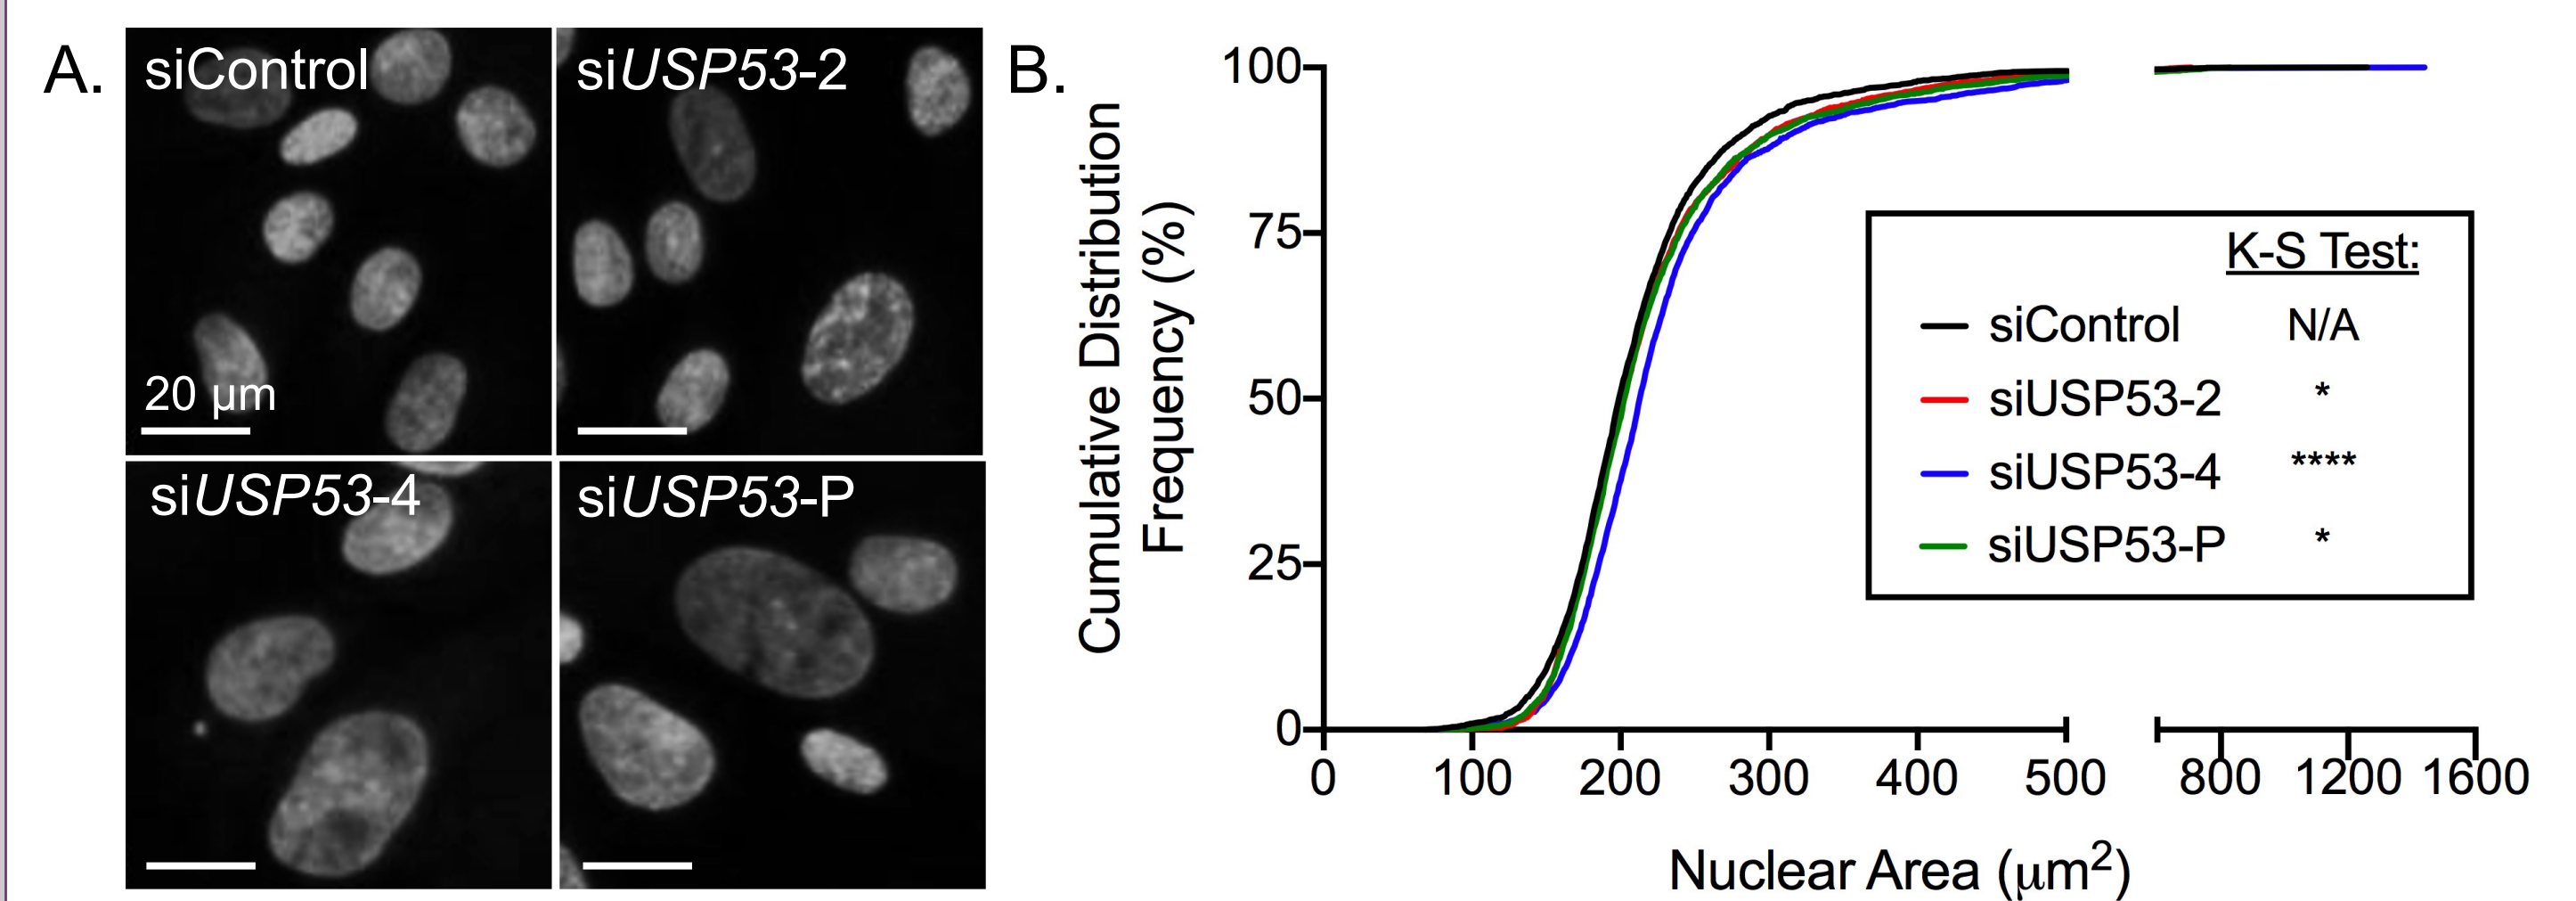 A.
siControl
20 µm
siUSP53-2
siUSP53-4
siUSP53-P
B.
Cumulative Distribution
Frequency (%)
100
75
50
25
0
0 100 200 300 400 500 800 1200 1600
Nuclear Area (µm²)
K-S Test:
siControl N/A
siUSP53-2 *
siUSP53-4 ****
siUSP53-P *